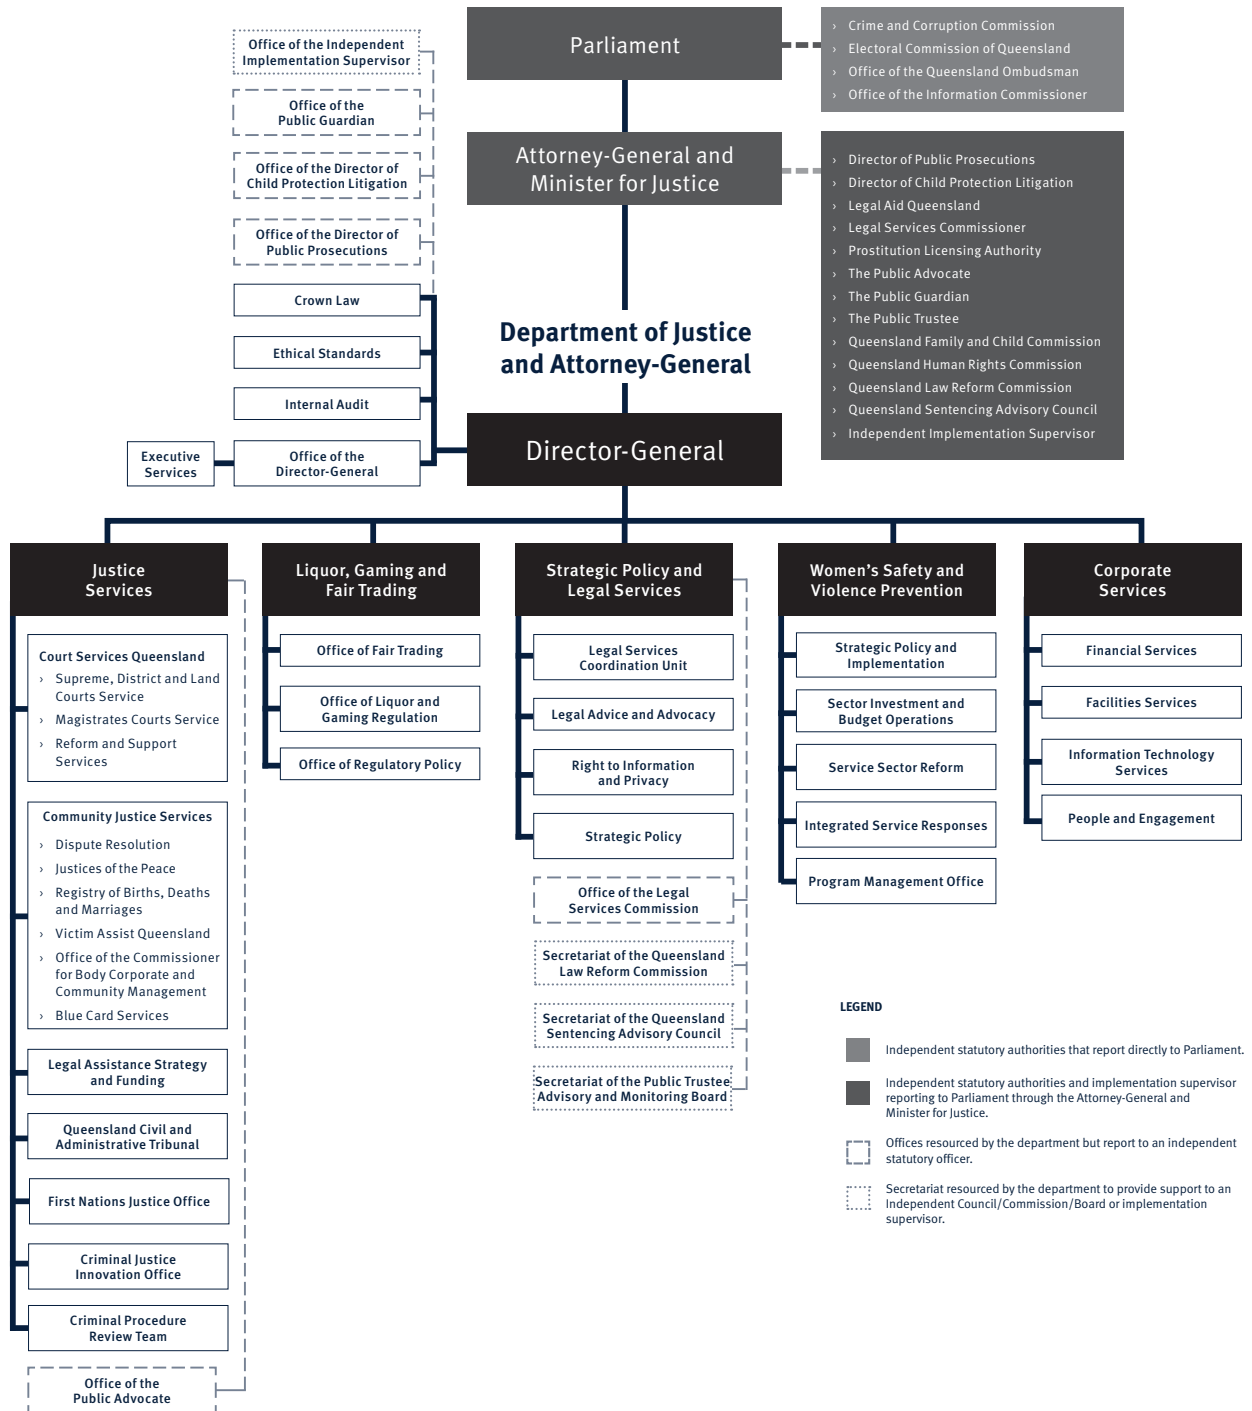 Parliament
› Crime and Corruption Commission
› Electoral Commission of Queensland
› Office of the Queensland Ombudsman
› Office of the Information Commissioner
Attorney-General and
Minister for Justice
› Director of Public Prosecutions
› Director of Child Protection Litigation
› Legal Aid Queensland
› Legal Services Commissioner
› Prostitution Licensing Authority
› The Public Advocate
› The Public Guardian
› The Public Trustee
› Queensland Family and Child Commission
› Queensland Human Rights Commission
› Queensland Law Reform Commission
› Queensland Sentencing Advisory Council
› Independent Implementation Supervisor
Office of the Independent
Implementation Supervisor
Office of the
Public Guardian
Office of the Director of
Child Protection Litigation
Office of the Director of
Public Prosecutions
Crown Law
Ethical Standards
Internal Audit
Executive
Services
Office of the
Director-General
Department of Justice
and Attorney-General
Director-General
Justice
Services
Court Services Queensland
› Supreme, District and Land
Courts Service
› Magistrates Courts Service
› Reform and Support
Services
Community Justice Services
› Dispute Resolution
› Justices of the Peace
› Registry of Births, Deaths
and Marriages
› Victim Assist Queensland
› Office of the Commissioner
for Body Corporate and
Community Management
› Blue Card Services
Legal Assistance Strategy
and Funding
Queensland Civil and
Administrative Tribunal
First Nations Justice Office
Criminal Justice
Innovation Office
Criminal Procedure
Review Team
Office of the
Public Advocate
Liquor, Gaming and
Fair Trading
Office of Fair Trading
Office of Liquor and
Gaming Regulation
Office of Regulatory Policy
Strategic Policy and
Legal Services
Legal Services
Coordination Unit
Legal Advice and Advocacy
Right to Information
and Privacy
Strategic Policy
Office of the Legal
Services Commission
Secretariat of the Queensland
Law Reform Commission
Secretariat of the Queensland
Sentencing Advisory Council
Secretariat of the Public Trustee
Advisory and Monitoring Board
Women's Safety and
Violence Prevention
Strategic Policy and
Implementation
Sector Investment and
Budget Operations
Service Sector Reform
Integrated Service Responses
Program Management Office
Corporate
Services
Financial Services
Facilities Services
Information Technology
Services
People and Engagement
LEGEND
Independent statutory authorities that report directly to Parliament.
Independent statutory authorities and implementation supervisor
reporting to Parliament through the Attorney-General and
Minister for Justice.
Offices resourced by the department but report to an independent
statutory officer.
Secretariat resourced by the department to provide support to an
Independent Council/Commission/Board or implementation
supervisor.